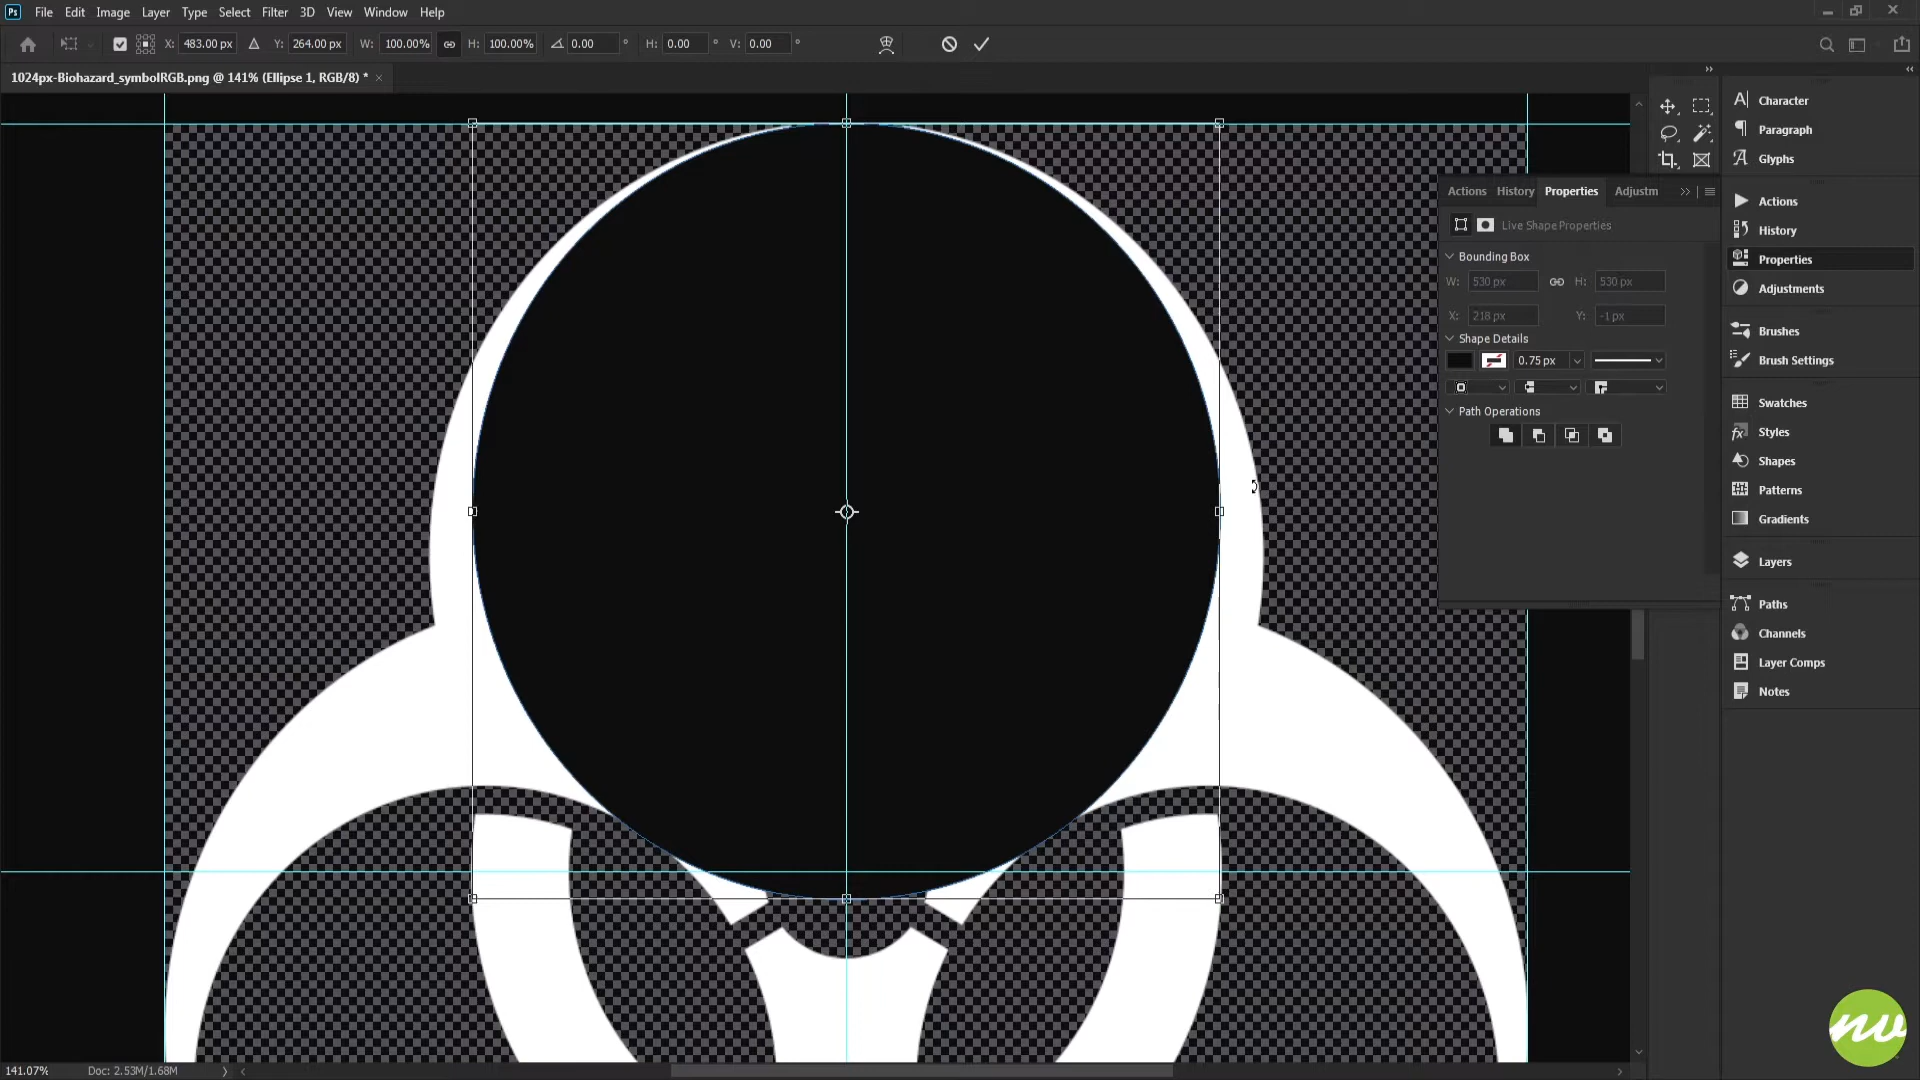 Ps File Edit Image Layer Type Select Filter 3D View Window Help
X: 483.00 px Y: 264.00 px W: 100.00% H: 100.00% 0.00 ° H: 0.00 ° V: 0.00 °
1024px-Biohazard_symbolRGB.png @ 141% (Ellipse 1, RGB/8) * ×
Actions History Properties Adjustm
Live Shape Properties
Bounding Box
W: 530 px H: 530 px
X: 218 px Y: -1 px
Shape Details
0.75 px
Path Operations
Character
Paragraph
Glyphs
Actions
History
Properties
Adjustments
Brushes
Brush Settings
Swatches
Styles
Shapes
Patterns
Gradients
Layers
Paths
Channels
Layer Comps
Notes
nv
141.07% Doc: 2.53M/1.68M